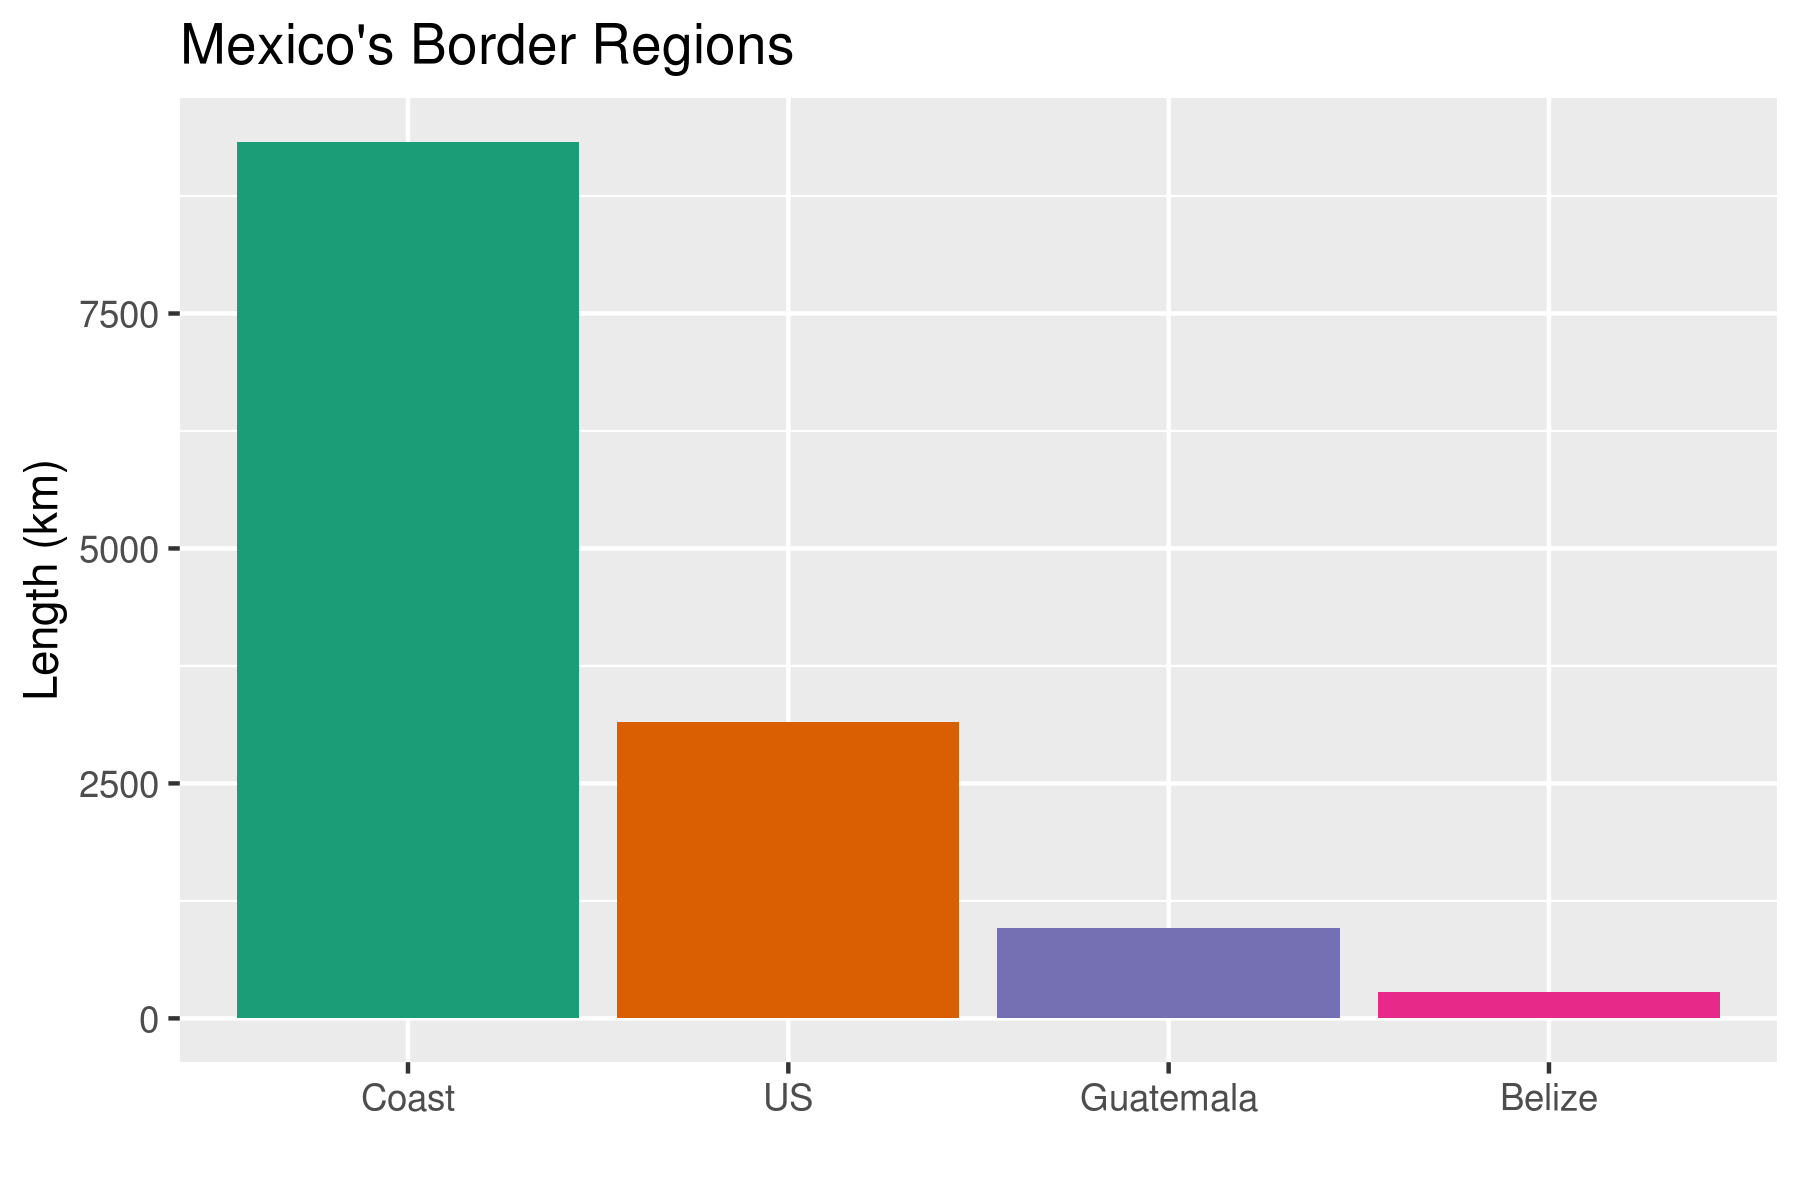 Mexico's Border Regions
Length (km)
7500
5000
2500
0
Coast
US
Guatemala
Belize